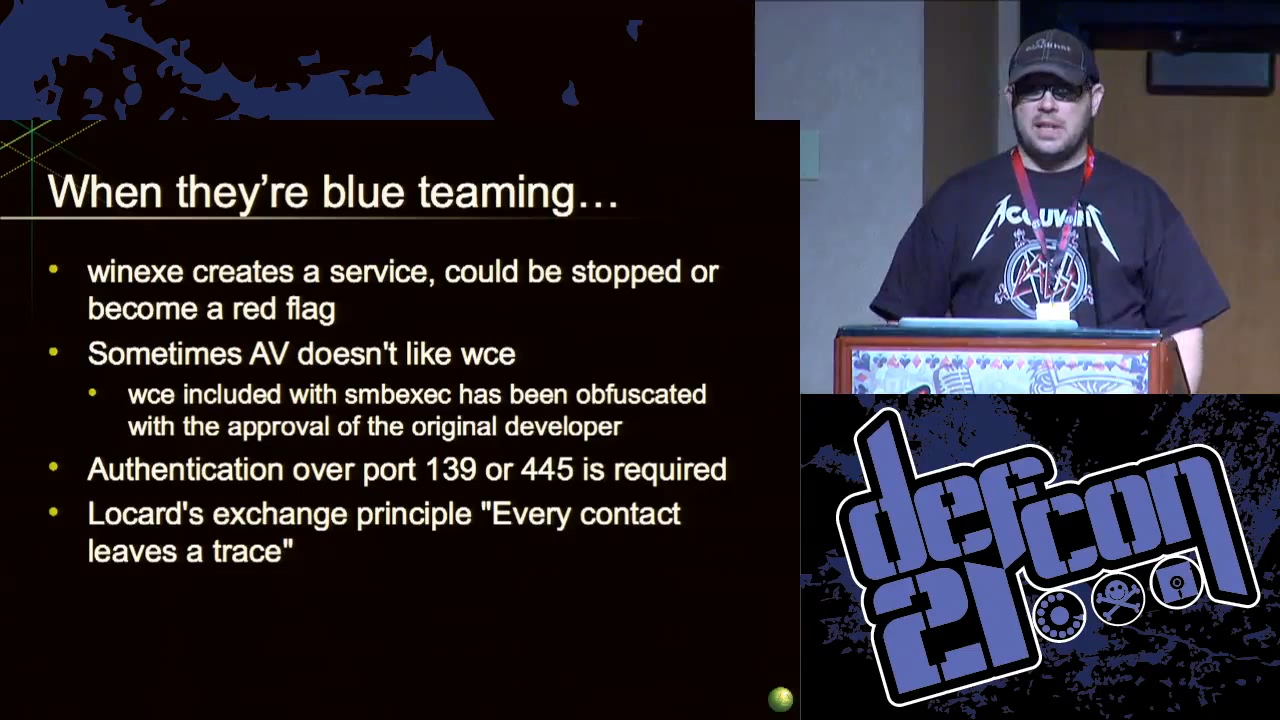 When they’re blue teaming…
winexe creates a service, could be stopped or
become a red flag
Sometimes AV doesn't like wce
wce included with smbexec has been obfuscated
with the approval of the original developer
Authentication over port 139 or 445 is required
Locard's exchange principle "Every contact
leaves a trace"
ACCUVANT
defcon
21